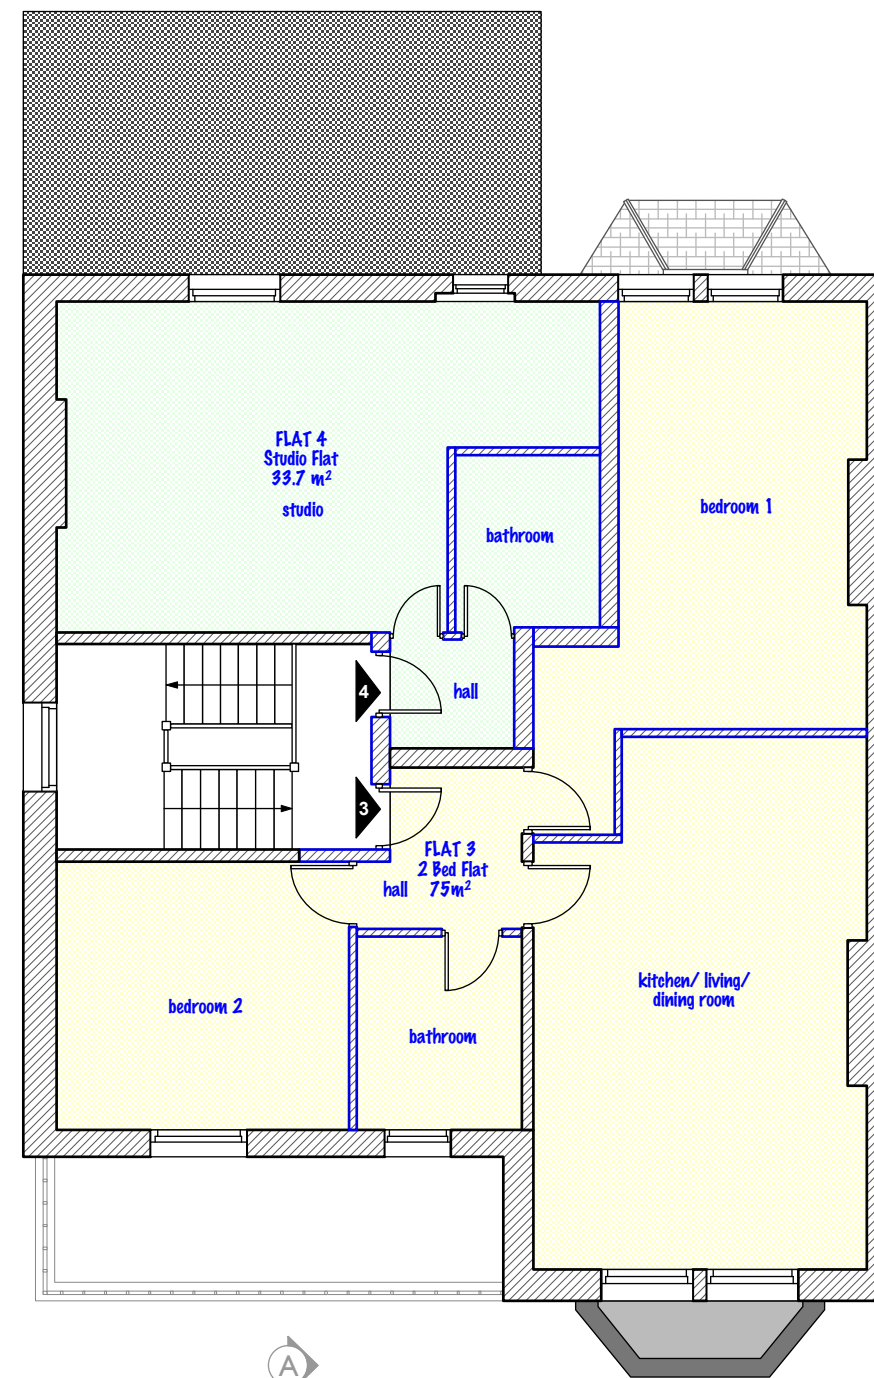 FLAT 4
Studio Flat
33.7 m²
studio
bedroom 1
bathroom
4
hall
3
FLAT 3
2 Bed Flat
hall 75m²
kitchen/ living/
dining room
bedroom 2
bathroom
A